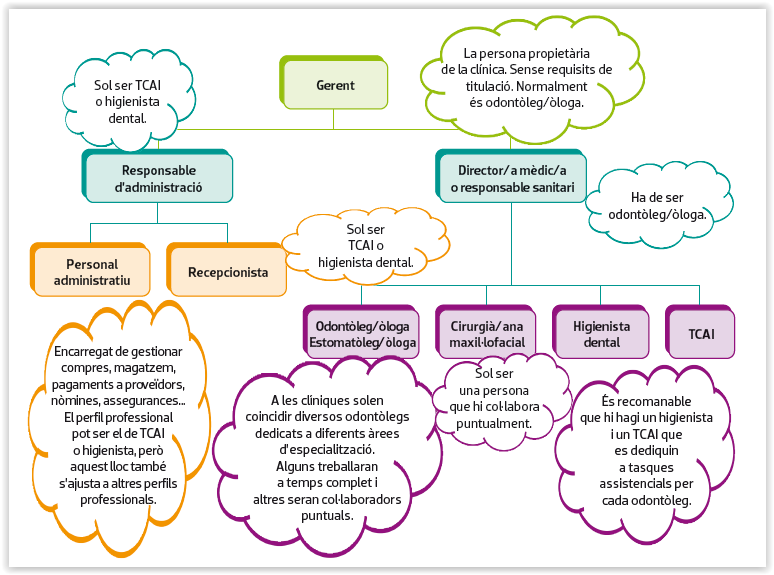 Gerent
La persona propietària
de la clínica. Sense requisits de
titulació. Normalment
és odontòleg/òloga.
Sol ser TCAI
o higienista
dental.
Responsable
d'administració
Director/a mèdic/a
o responsable sanitari
Ha de ser
odontòleg/òloga.
Personal
administratiu
Recepcionista
Sol ser
TCAI o
higienista dental.
Odontòleg/òloga
Estomatòleg/òloga
Cirurgià/ana
maxil·lofacial
Higienista
dental
TCAI
Encarregat de gestionar
compres, magatzem,
pagaments a proveïdors,
nòmines, assegurances...
El perfil professional
pot ser el de TCAI
o higienista, però
aquest lloc també
s'ajusta a altres perfils
professionals.
A les cliniques solen
coincidir diversos odontòlegs
dedicats a diferents àrees
d'especialització.
Alguns treballaran
a temps complet i
altres seran col·laboradors
puntuals.
Sol ser
una persona
que hi col·labora
puntualment.
És recomanable
que hi hagi un higienista
i un TCAI que
es dediquin
a tasques
assistencials per
cada odontòleg.